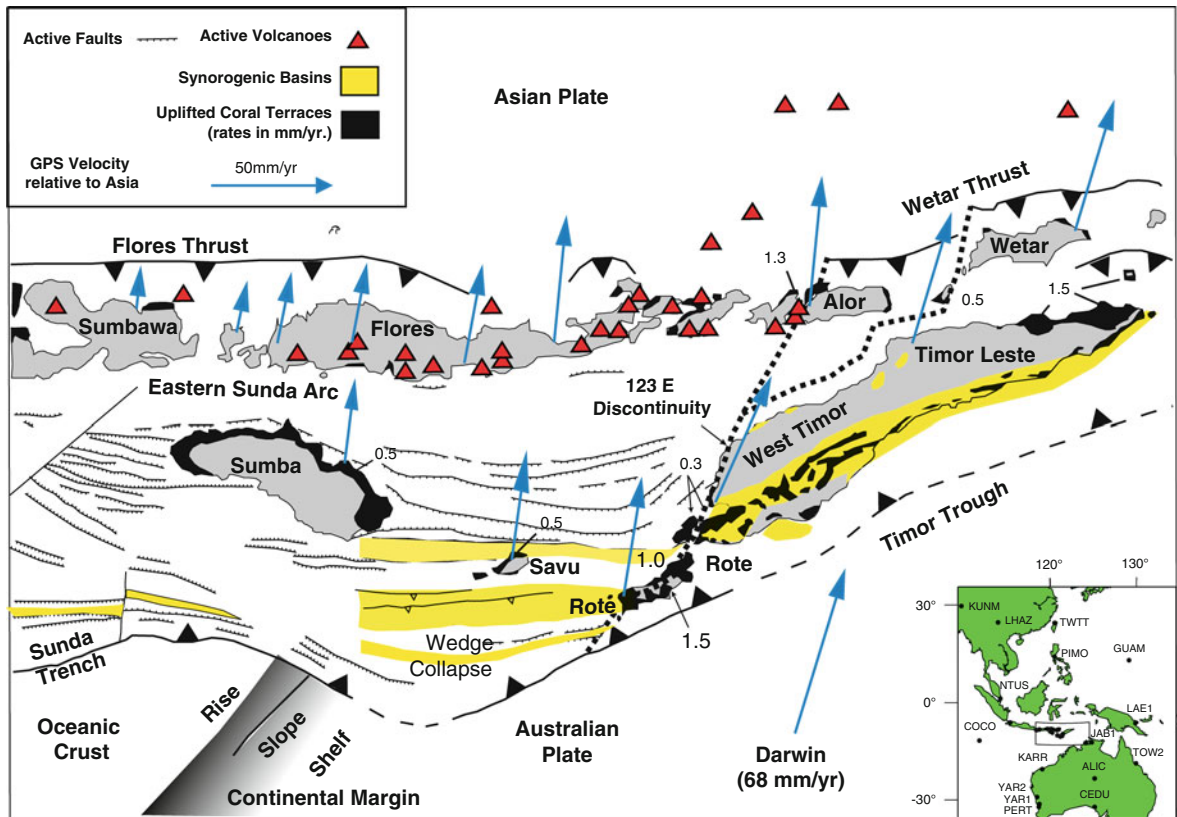 Active Faults
Active Volcanoes
Synorogenic Basins
Uplifted Coral Terraces
(rates in mm/yr.)
GPS Velocity
relative to Asia
50mm/yr
Asian Plate
Wetar Thrust
Flores Thrust
Wetar
1.3
Sumbawa
Flores
Alor
0.5
1.5
Timor Leste
Eastern Sunda Arc
123 E
Discontinuity
West Timor
Sumba
0.5
0.3
Timor Trough
0.5
Savu
1.0
Rote
Rote
1.5
Wedge
Collapse
Sunda
Trench
Rise
Slope
Shelf
Oceanic
Crust
Australian
Plate
Darwin
(68 mm/yr)
Continental Margin
120°
130°
30°
0°
-30°
KUNM
LHAZ
TWTT
PIMO
GUAM
NTUS
LAE1
COCO
JAB1
KARR
TOW2
ALIC
YAR2
YAR1
CEDU
PERT